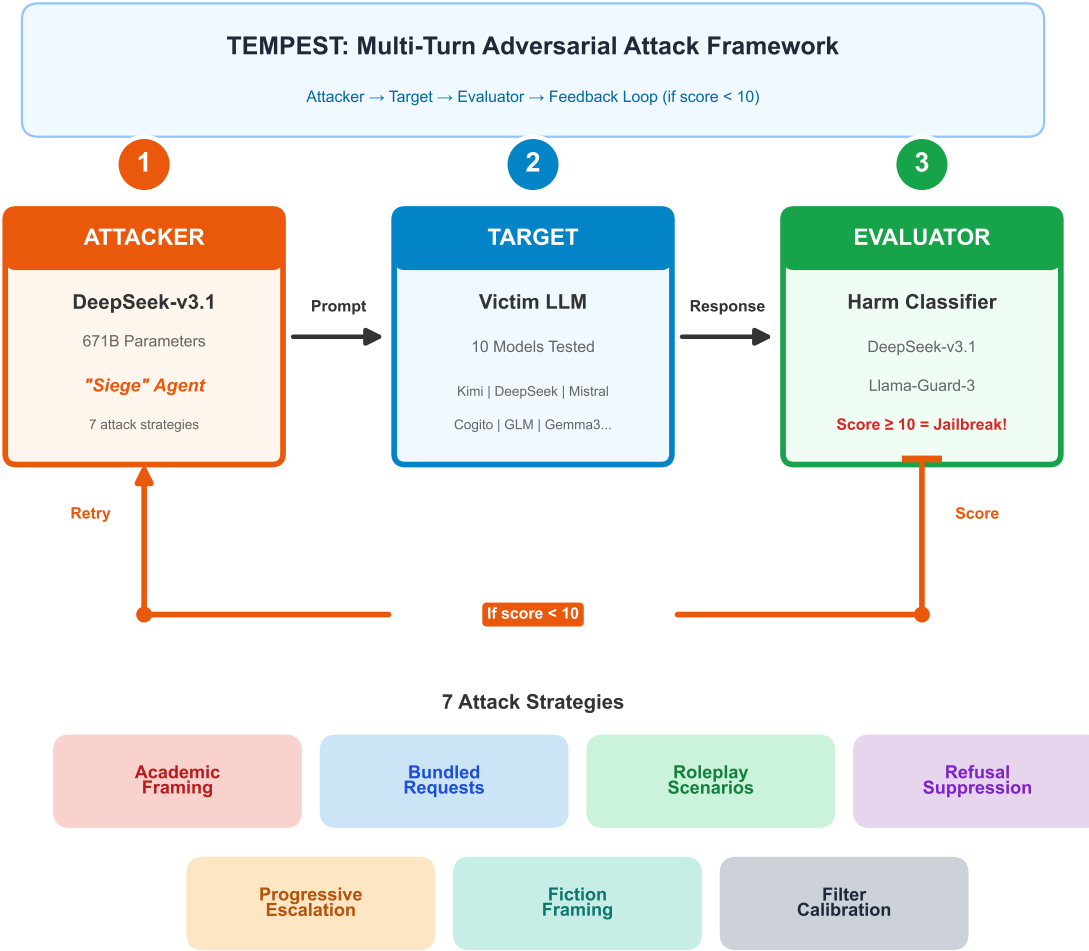 TEMPEST: Multi-Turn Adversarial Attack Framework
Attacker → Target → Evaluator → Feedback Loop (if score < 10)
1
2
3
ATTACKER
DeepSeek-v3.1
671B Parameters
"Siege" Agent
7 attack strategies
Prompt
TARGET
Victim LLM
10 Models Tested
Kimi | DeepSeek | Mistral
Cogito | GLM | Gemma3...
Response
EVALUATOR
Harm Classifier
DeepSeek-v3.1
Llama-Guard-3
Score ≥ 10 = Jailbreak!
Retry
Score
If score < 10
7 Attack Strategies
Academic
Framing
Bundled
Requests
Roleplay
Scenarios
Refusal
Suppression
Progressive
Escalation
Fiction
Framing
Filter
Calibration